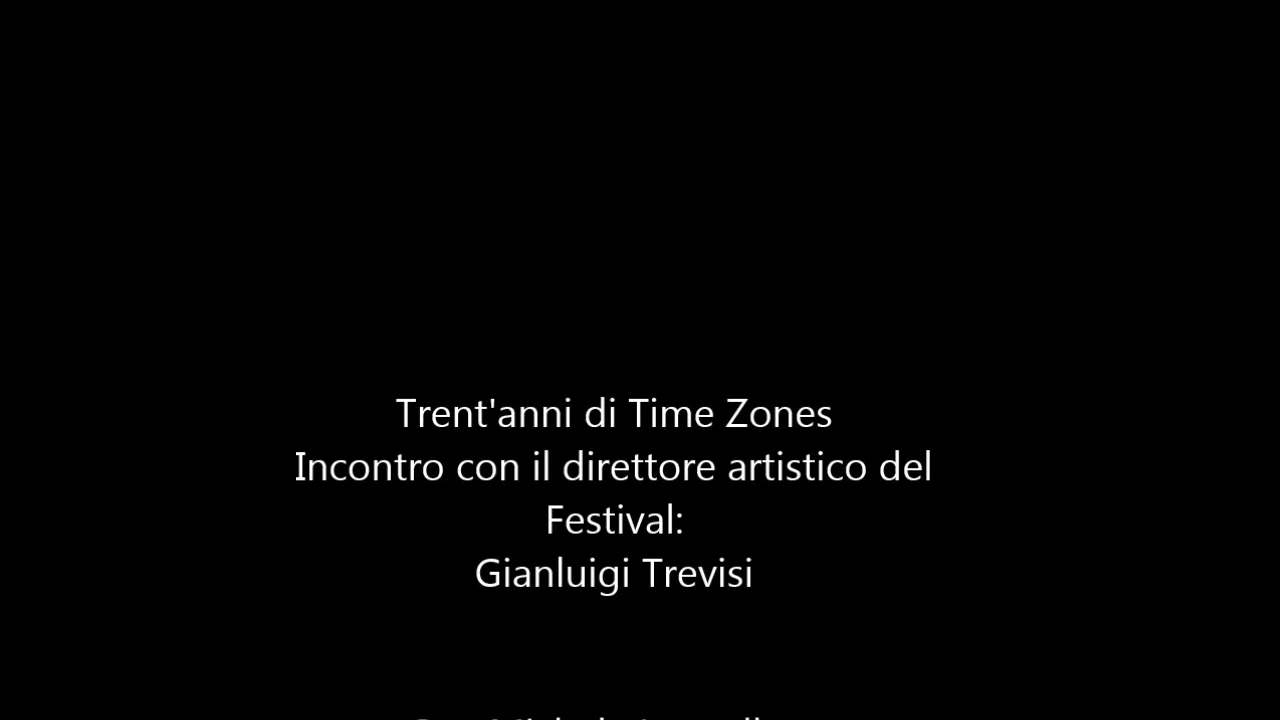 Trent'anni di Time Zones
Incontro con il direttore artistico del
Festival:
Gianluigi Trevisi